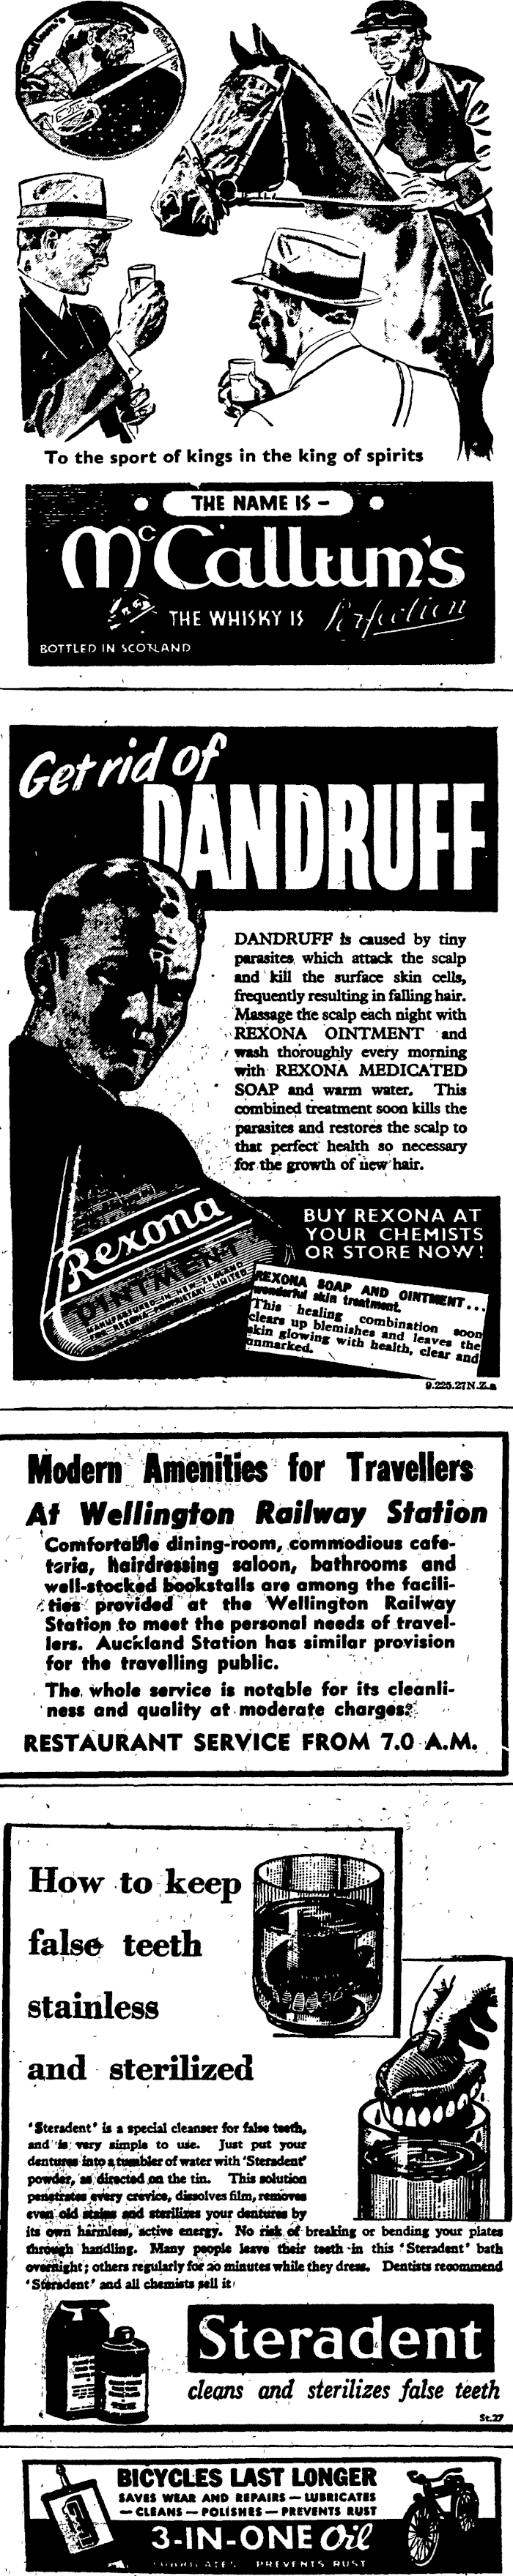 McCallum's
To the sport of kings in the king of spirits
THE NAME IS –
McCallum's
THE WHISKY IS Perfection
BOTTLED IN SCOTLAND
Get rid of
DANDRUFF
DANDRUFF is caused by tiny
parasites which attack the scalp
and kill the surface skin cells,
frequently resulting in falling hair.
Massage the scalp each night with
REXONA OINTMENT and
wash thoroughly every morning
with REXONA MEDICATED
SOAP and warm water. This
combined treatment soon kills the
parasites and restores the scalp to
that perfect health so necessary
for the growth of new hair.
Rexona
OINTMENT
MANUFACTURED IN NEW ZEALAND
FOR REXONA PROPRIETARY LIMITED
BUY REXONA AT
YOUR CHEMISTS
OR STORE NOW!
REXONA SOAP AND OINTMENT...
wonderful skin treatment.
This healing combination soon
clears up blemishes and leaves the
skin glowing with health, clear and
unmarked.
9.225.27N.Z.a
Modern Amenities for Travellers
At Wellington Railway Station
Comfortable dining-room, commodious cafe-
teria, hairdressing saloon, bathrooms and
well-stocked bookstalls are among the facili-
ties provided at the Wellington Railway
Station to meet the personal needs of travel-
lers. Auckland Station has similar provision
for the travelling public.
The whole service is notable for its cleanli-
ness and quality at moderate charges.
RESTAURANT SERVICE FROM 7.0 A.M.
How to keep
false teeth
stainless
and sterilized
'Steradent' is a special cleanser for false teeth,
and is very simple to use. Just put your
dentures into a tumbler of water with 'Steradent'
powder, as directed on the tin. This solution
penetrates every crevice, dissolves film, removes
even old stains and sterilizes your dentures by
its own harmless, active energy. No risk of breaking or bending your plates
through handling. Many people leave their teeth in this 'Steradent' bath
overnight; others regularly for 20 minutes while they dress. Dentists recommend
'Steradent' and all chemists sell it
Steradent
cleans and sterilizes false teeth
St.27
BICYCLES LAST LONGER
SAVES WEAR AND REPAIRS — LUBRICATES
— CLEANS — POLISHES — PREVENTS RUST
3-IN-ONE Oil
LUBRICATES PREVENTS RUST